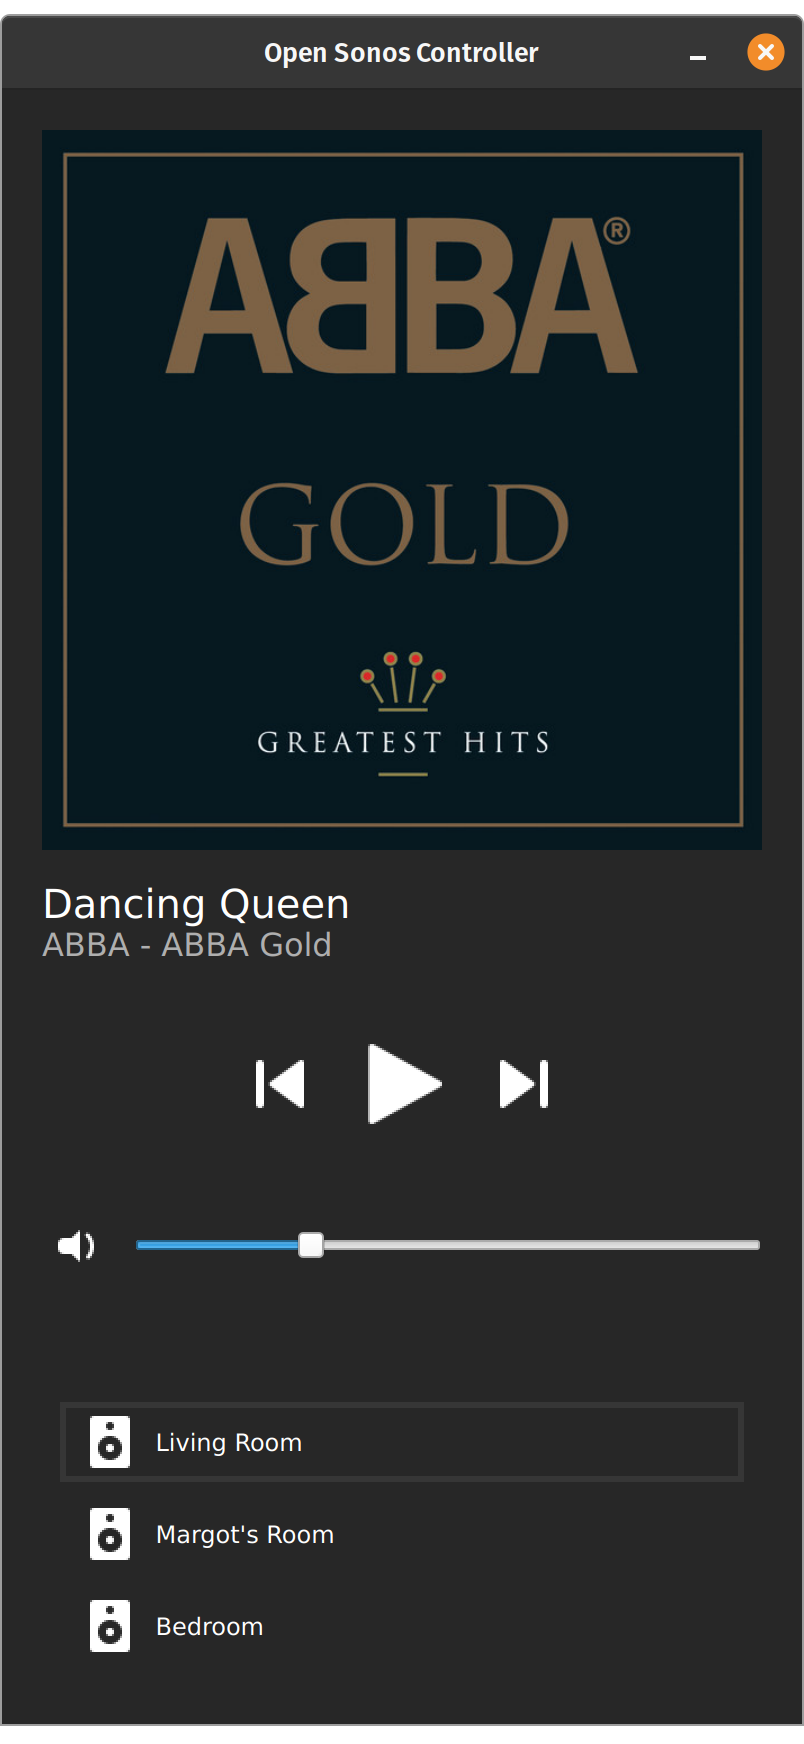 Open Sonos Controller
ABBA®
GOLD
GREATEST HITS
Dancing Queen
ABBA - ABBA Gold
Living Room
Margot's Room
Bedroom